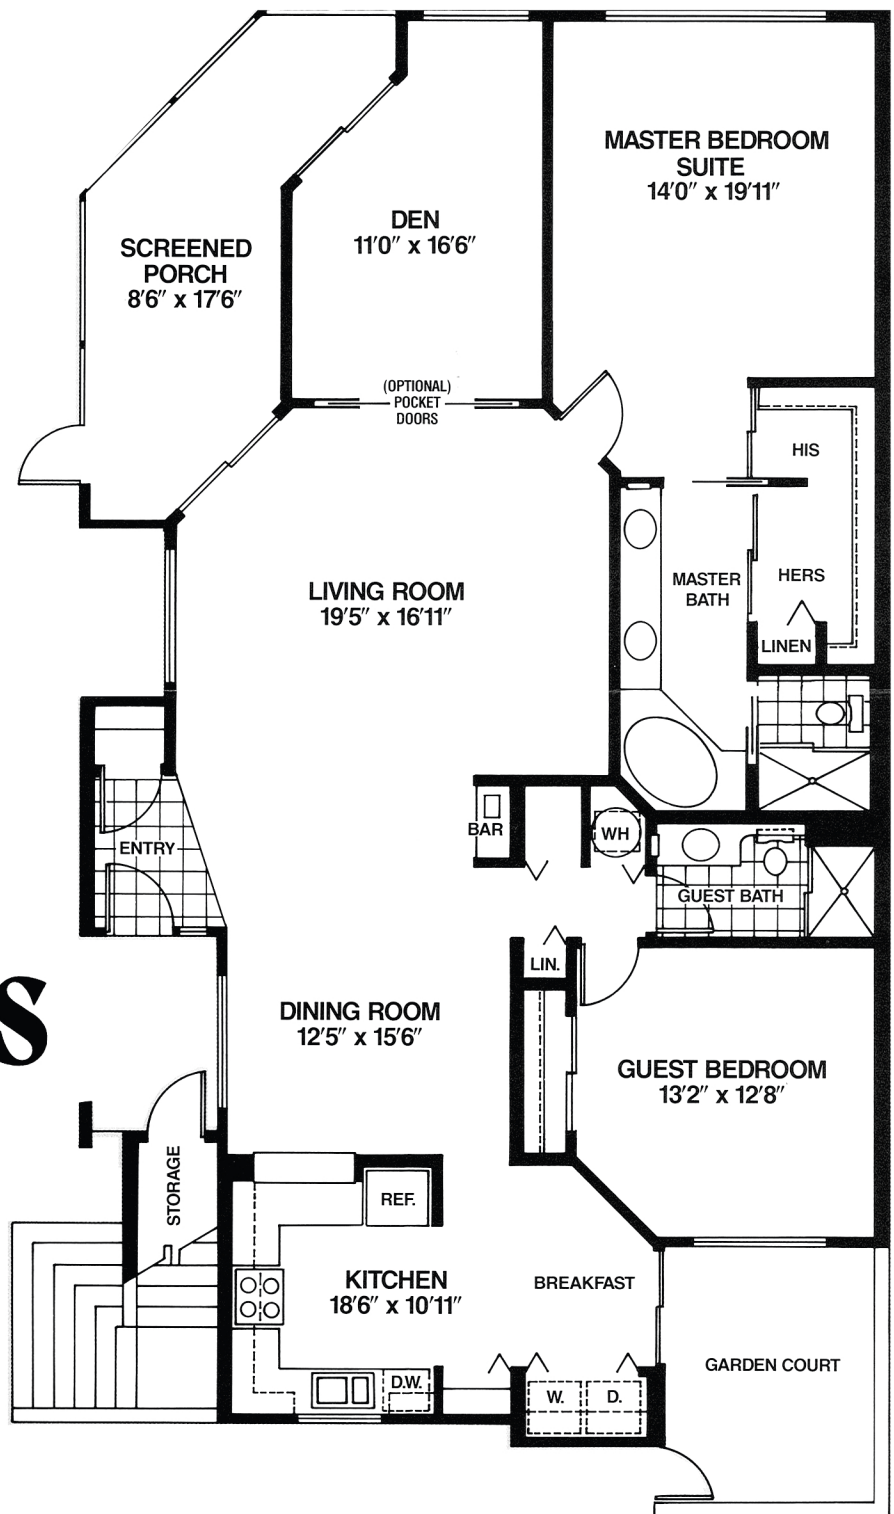 MASTER BEDROOM
SUITE
14'0" x 19'11"
DEN
11'0" x 16'6"
SCREENED
PORCH
8'6" x 17'6"
(OPTIONAL)
POCKET
DOORS
HIS
HERS
LINEN
MASTER
BATH
LIVING ROOM
19'5" x 16'11"
BAR
WH
ENTRY
GUEST BATH
LIN.
s
DINING ROOM
12'5" x 15'6"
GUEST BEDROOM
13'2" x 12'8"
STORAGE
REF.
KITCHEN
18'6" x 10'11"
BREAKFAST
GARDEN COURT
D.W.
W.
D.